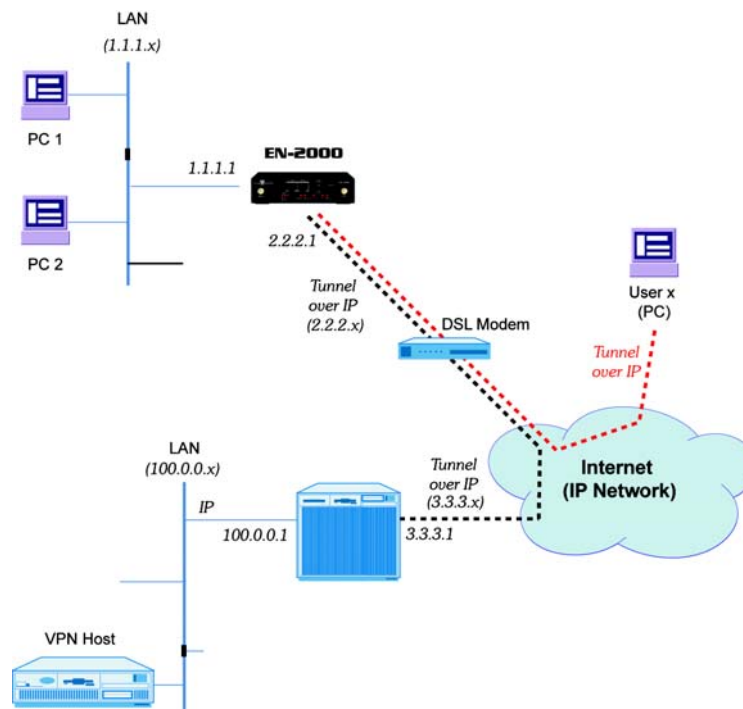 LAN
(1.1.1.x)
PC 1
1.1.1.1
EN-2000
PC 2
2.2.2.1
Tunnel
over IP
(2.2.2.x)
DSL Modem
User x
(PC)
Tunnel
over IP
LAN
(100.0.0.x)
IP
100.0.0.1
Tunnel
over IP
(3.3.3.x)
3.3.3.1
Internet
(IP Network)
VPN Host